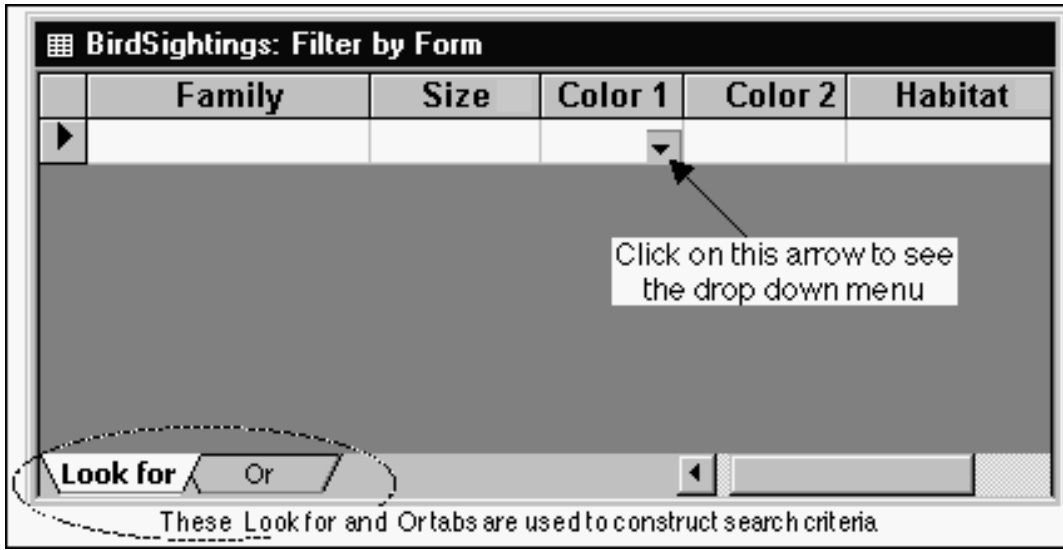 BirdSightings: Filter by Form
Family Size Color 1 Color 2 Habitat
Click on this arrow to see
the drop down menu
Look for Or
These Look for and Or tabs are used to construct search criteria